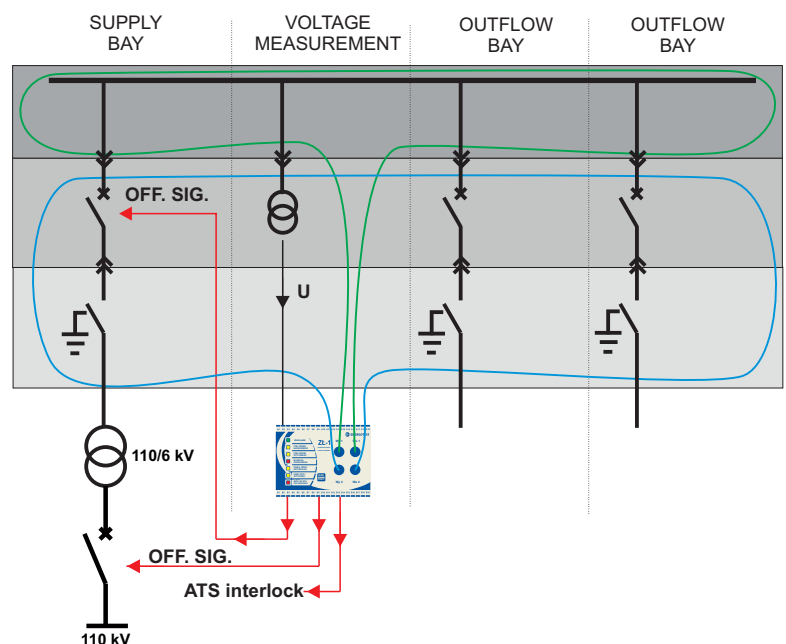 SUPPLY
BAY
VOLTAGE
MEASUREMENT
OUTFLOW
BAY
OUTFLOW
BAY
OFF. SIG.
U
ZŁ-1
110/6 kV
OFF. SIG.
ATS interlock
110 kV